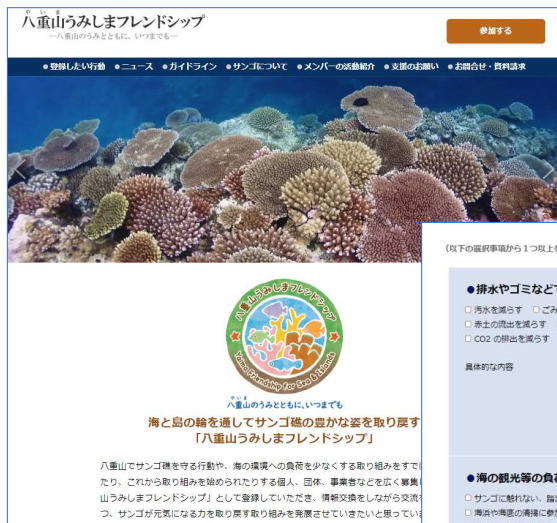 やいま
八重山うみしまフレンドシップ
―八重山のうみとともに、いつまでも―
参加する
●登録したい行動 ●ニュース ●ガイドライン ●サンゴについて ●メンバーの活動紹介 ●支援のお願い ●お問合せ・資料請求
八重山うみしまフレンドシップ
Yaima Friendship for Sea & Islands
やいま
八重山のうみとともに、いつまでも
海と島の輪を通してサンゴ礁の豊かな姿を取り戻す
「八重山うみしまフレンドシップ」
八重山でサンゴ礁を守る行動や、海の環境への負荷を少なくする取り組みをすで
たり、これから取り組みを始められたりする個人、団体、事業者などを広く募集
山うみしまフレンドシップ」として登録していただき、情報交換をしながら交流
つ、サンゴが元気になる力を取り戻す取り組みを発展させていきたいと思ってい
(以下の選択事項から1つ以上を
●排水やゴミなどで
□ 汚水を減らす □ ごみ
□ 赤土の流出を減らす
□ CO2 の排出を減らす
具体的な内容
●海の観光等の負
□ サンゴに触れない、踏
□ 海浜や海底の清掃に参